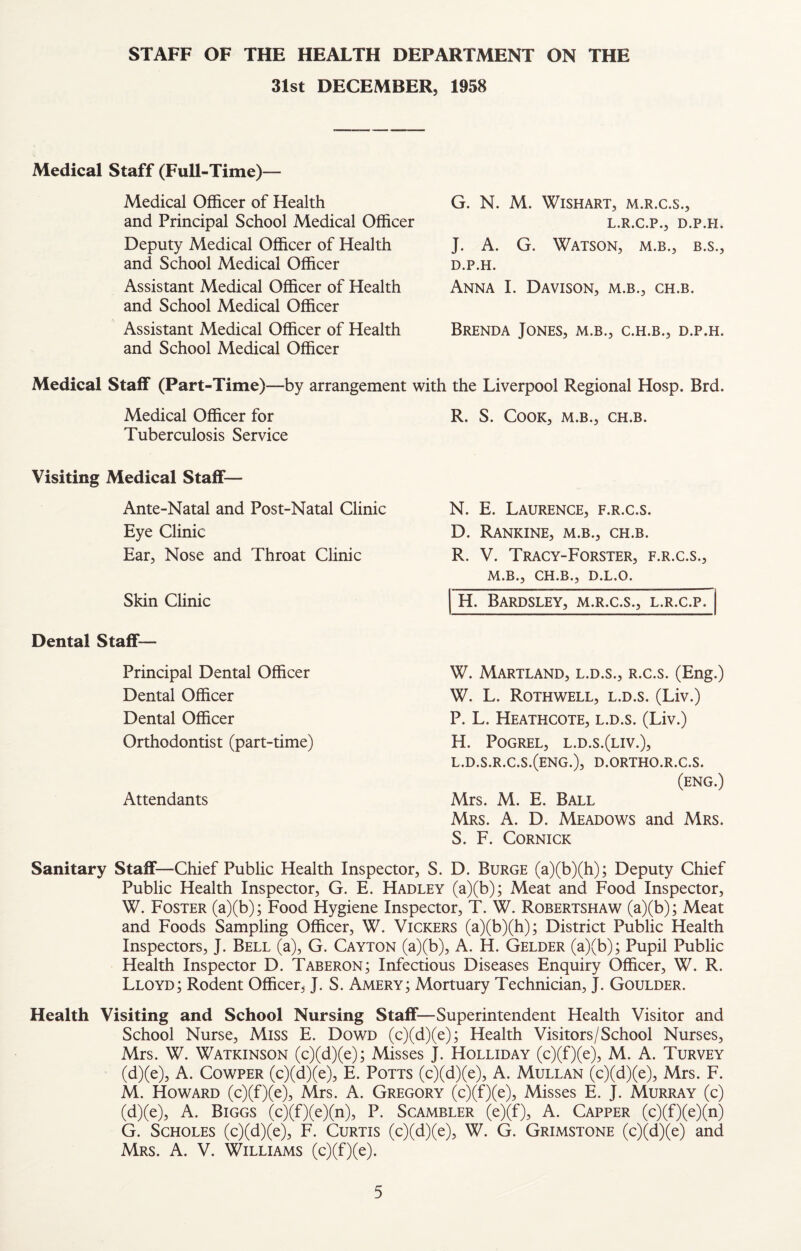 STAFF OF THE HEALTH DEPARTMENT ON THE
31st DECEMBER, 1958
Medical Staff (Full-Time)—
Medical Officer of Health
and Principal School Medical Officer
G. N. M. WISHART, M.R.C.S.,
L.R.C.P., D.P.H.
Deputy Medical Officer of Health
and School Medical Officer
J. A. G. WATSON, M.B., B.S.,
D.P.H.
Assistant Medical Officer of Health
and School Medical Officer
ANNA I. DAVISON, M.B., CH.B.
Assistant Medical Officer of Health
and School Medical Officer
BRENDA JONES, M.B., C.H.B., D.P.H.
Medical Staff (Part-Time)—by arrangement with the Liverpool Regional Hosp. Brd.
Medical Officer for
Tuberculosis Service
R. S. COOK, M.B., CH.B.
Visiting Medical Staff—
Ante-Natal and Post-Natal Clinic N. E. LAURENCE, F.R.C.S.
Eye Clinic D. RANKINE, M.B., CH.B.
Ear, Nose and Throat Clinic R. V. TRACY-FORSTER, F.R.C.S.,
M.B., CH.B., D.L.O.
Skin Clinic H. BARDSLEY, M.R.C.S., L.R.C.P.
Dental Staff—
Principal Dental Officer W. MARTLAND, L.D.S., R.C.S. (Eng.)
Dental Officer W. L. ROTHWELL, L.D.S. (Liv.)
Dental Officer P. L. HEATHCOTE, L.D.S. (Liv.)
Orthodontist (part-time) H. POGREL, L.D.S.(LIV.),
L.D.S.R.C.S.(ENG.), D.ORTHO.R.C.S.
(ENG.)
Attendants Mrs. M. E. BALL
MRS. A. D. MEADOWS and MRS.
S. F. CORNICK
Sanitary Staff—Chief Public Health Inspector, S. D. BURGE (a)(b)(h); Deputy Chief
Public Health Inspector, G. E. HADLEY (a)(b); Meat and Food Inspector,
W. FOSTER (a)(b); Food Hygiene Inspector, T. W. ROBERTSHAW (a)(b); Meat
and Foods Sampling Officer, W. VICKERS (a)(b)(h); District Public Health
Inspectors, J. BELL (a), G. CAYTON (a)(b), A. H. GELDER (a)(b); Pupil Public
Health Inspector D. TABERON; Infectious Diseases Enquiry Officer, W. R.
LLOYD; Rodent Officer, J. S. AMERY; Mortuary Technician, J. GOULDER.
Health Visiting and School Nursing Staff—Superintendent Health Visitor and
School Nurse, MISS E. DOWD (c)(d)(e); Health Visitors/School Nurses,
Mrs. W. WATKINSON (c)(d)(e); Misses J. HOLLIDAY (c)(f)(e), M. A. TURVEY
(d)(e), A. COWPER (c)(d)(e), E. POTTS (c)(d)(e), A. MULLAN (c)(d)(e), Mrs. F.
M. HOWARD (c)(f)(e), Mrs. A. GREGORY (c)(f)(e), Misses E. J. MURRAY (c)
(d)(e), A. BIGGS (c)(f)(e)(n), P. SCAMBLER (e)(f), A. CAPPER (c)(f)(e)(n)
G. SCHOLES (c)(d)(e), F. CURTIS (c)(d)(e), W. G. GRIMSTONE (c)(d)(e) and
MRS. A. V. WILLIAMS (c)(f)(e).
5